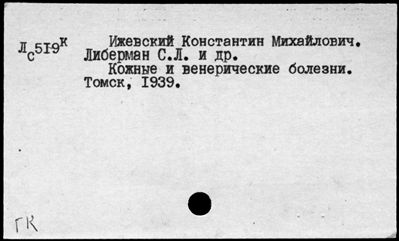 Лс519К
Ижевский Константин Михайлович.
Либерман С.Л. и др.
Кожные и венерические болезни.
Томск, 1939.
ГК